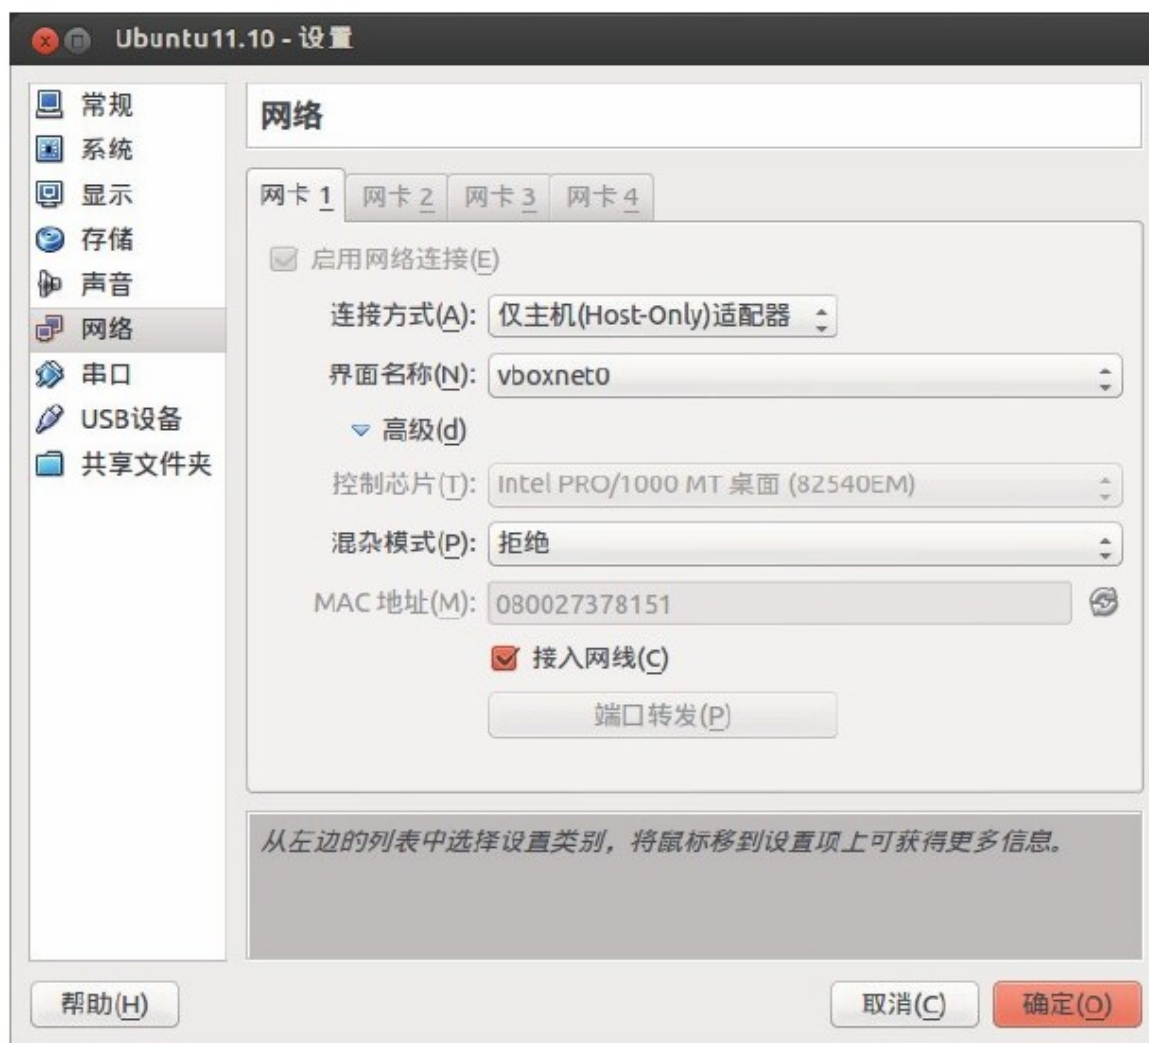 Ubuntu11.10 - 设置
常规
系统
显示
存储
声音
网络
串口
USB设备
共享文件夹
网络
网卡 1 网卡 2 网卡 3 网卡 4
启用网络连接(E)
连接方式(A): 仅主机(Host-Only)适配器
界面名称(N): vboxnet0
高级(d)
控制芯片(T): Intel PRO/1000 MT 桌面 (82540EM)
混杂模式(P): 拒绝
MAC 地址(M): 080027378151
接入网线(C)
端口转发(P)
从左边的列表中选择设置类别，将鼠标移到设置项上可获得更多信息。
帮助(H) 取消(C) 确定(O)